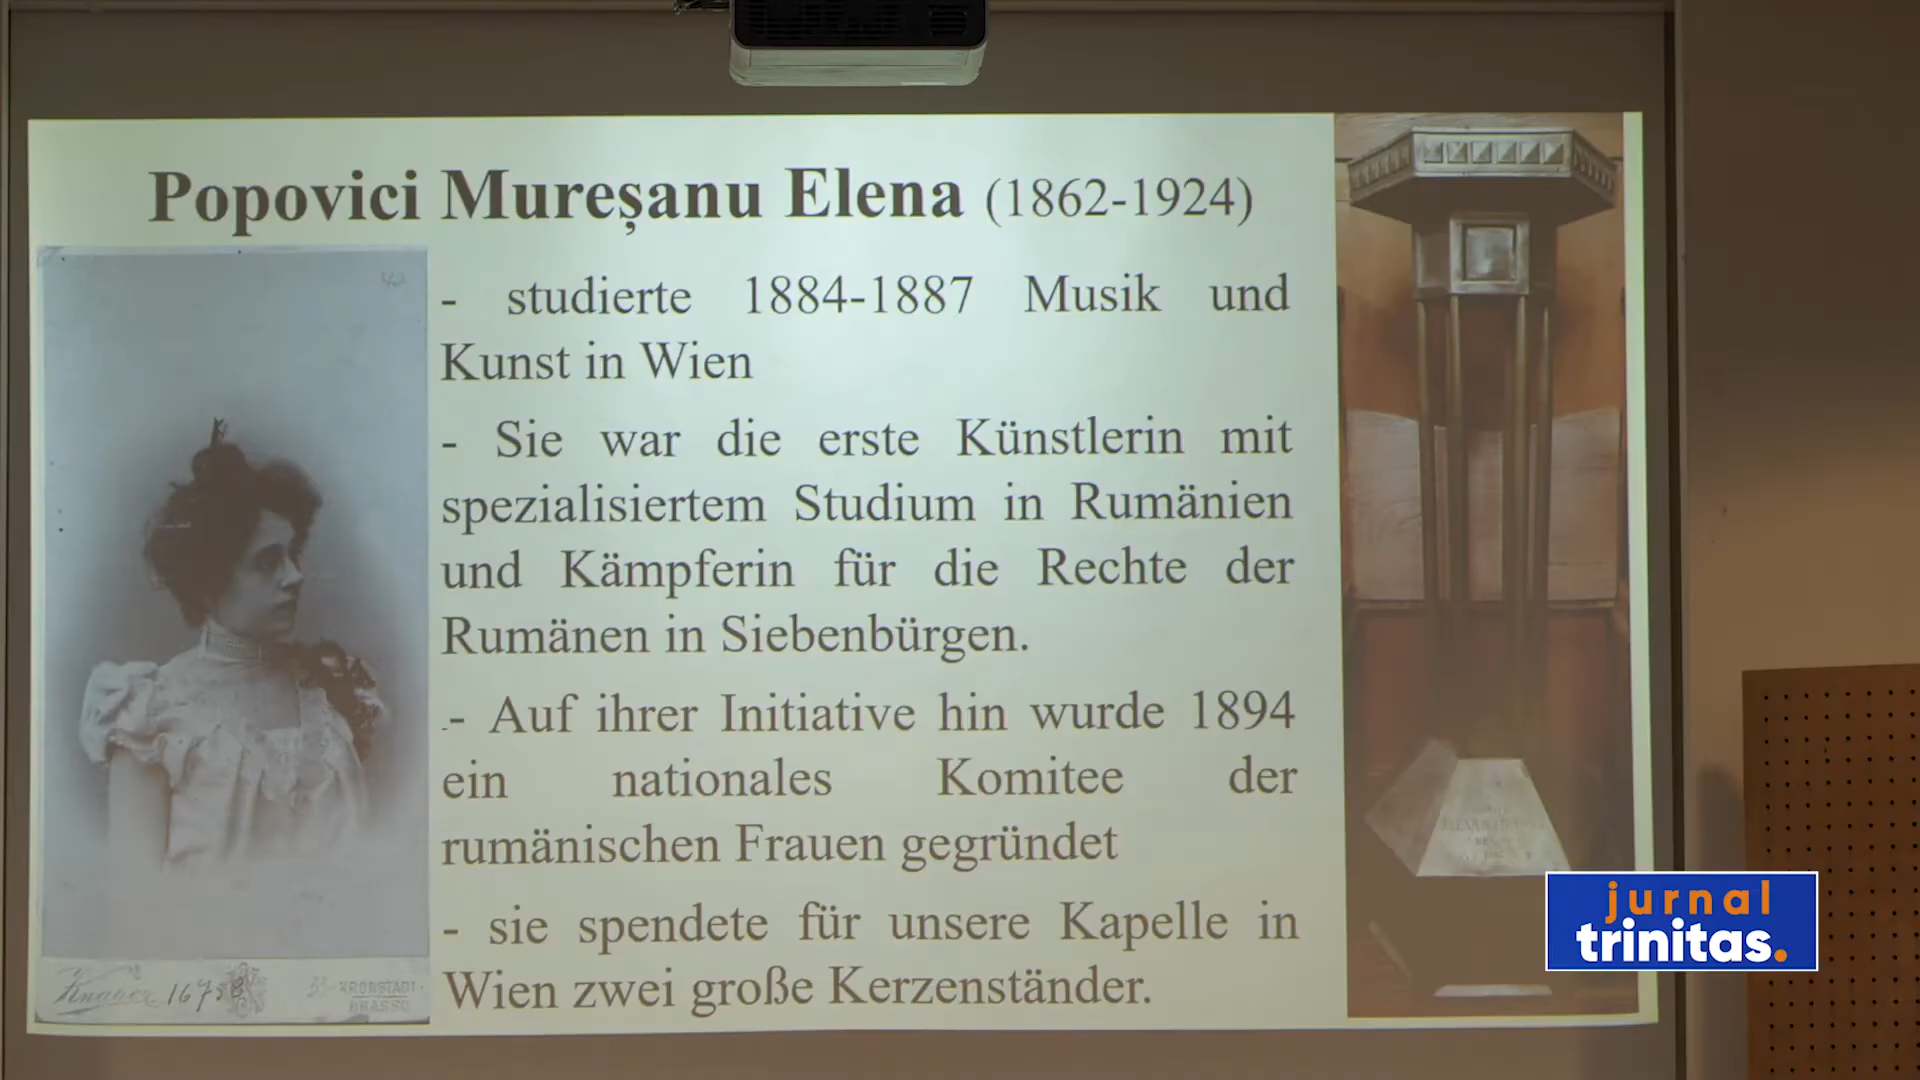 Popovici Mureșanu Elena (1862-1924)
- studierte 1884-1887 Musik und
Kunst in Wien
- Sie war die erste Künstlerin mit
spezialisiertem Studium in Rumänien
und Kämpferin für die Rechte der
Rumänen in Siebenbürgen.
.- Auf ihrer Initiative hin wurde 1894
ein nationales Komitee der
rumänischen Frauen gegründet
- sie spendete für unsere Kapelle in
Wien zwei große Kerzenständer.
KRONSTADT-
BRASSÓ
jurnal
trinitas.